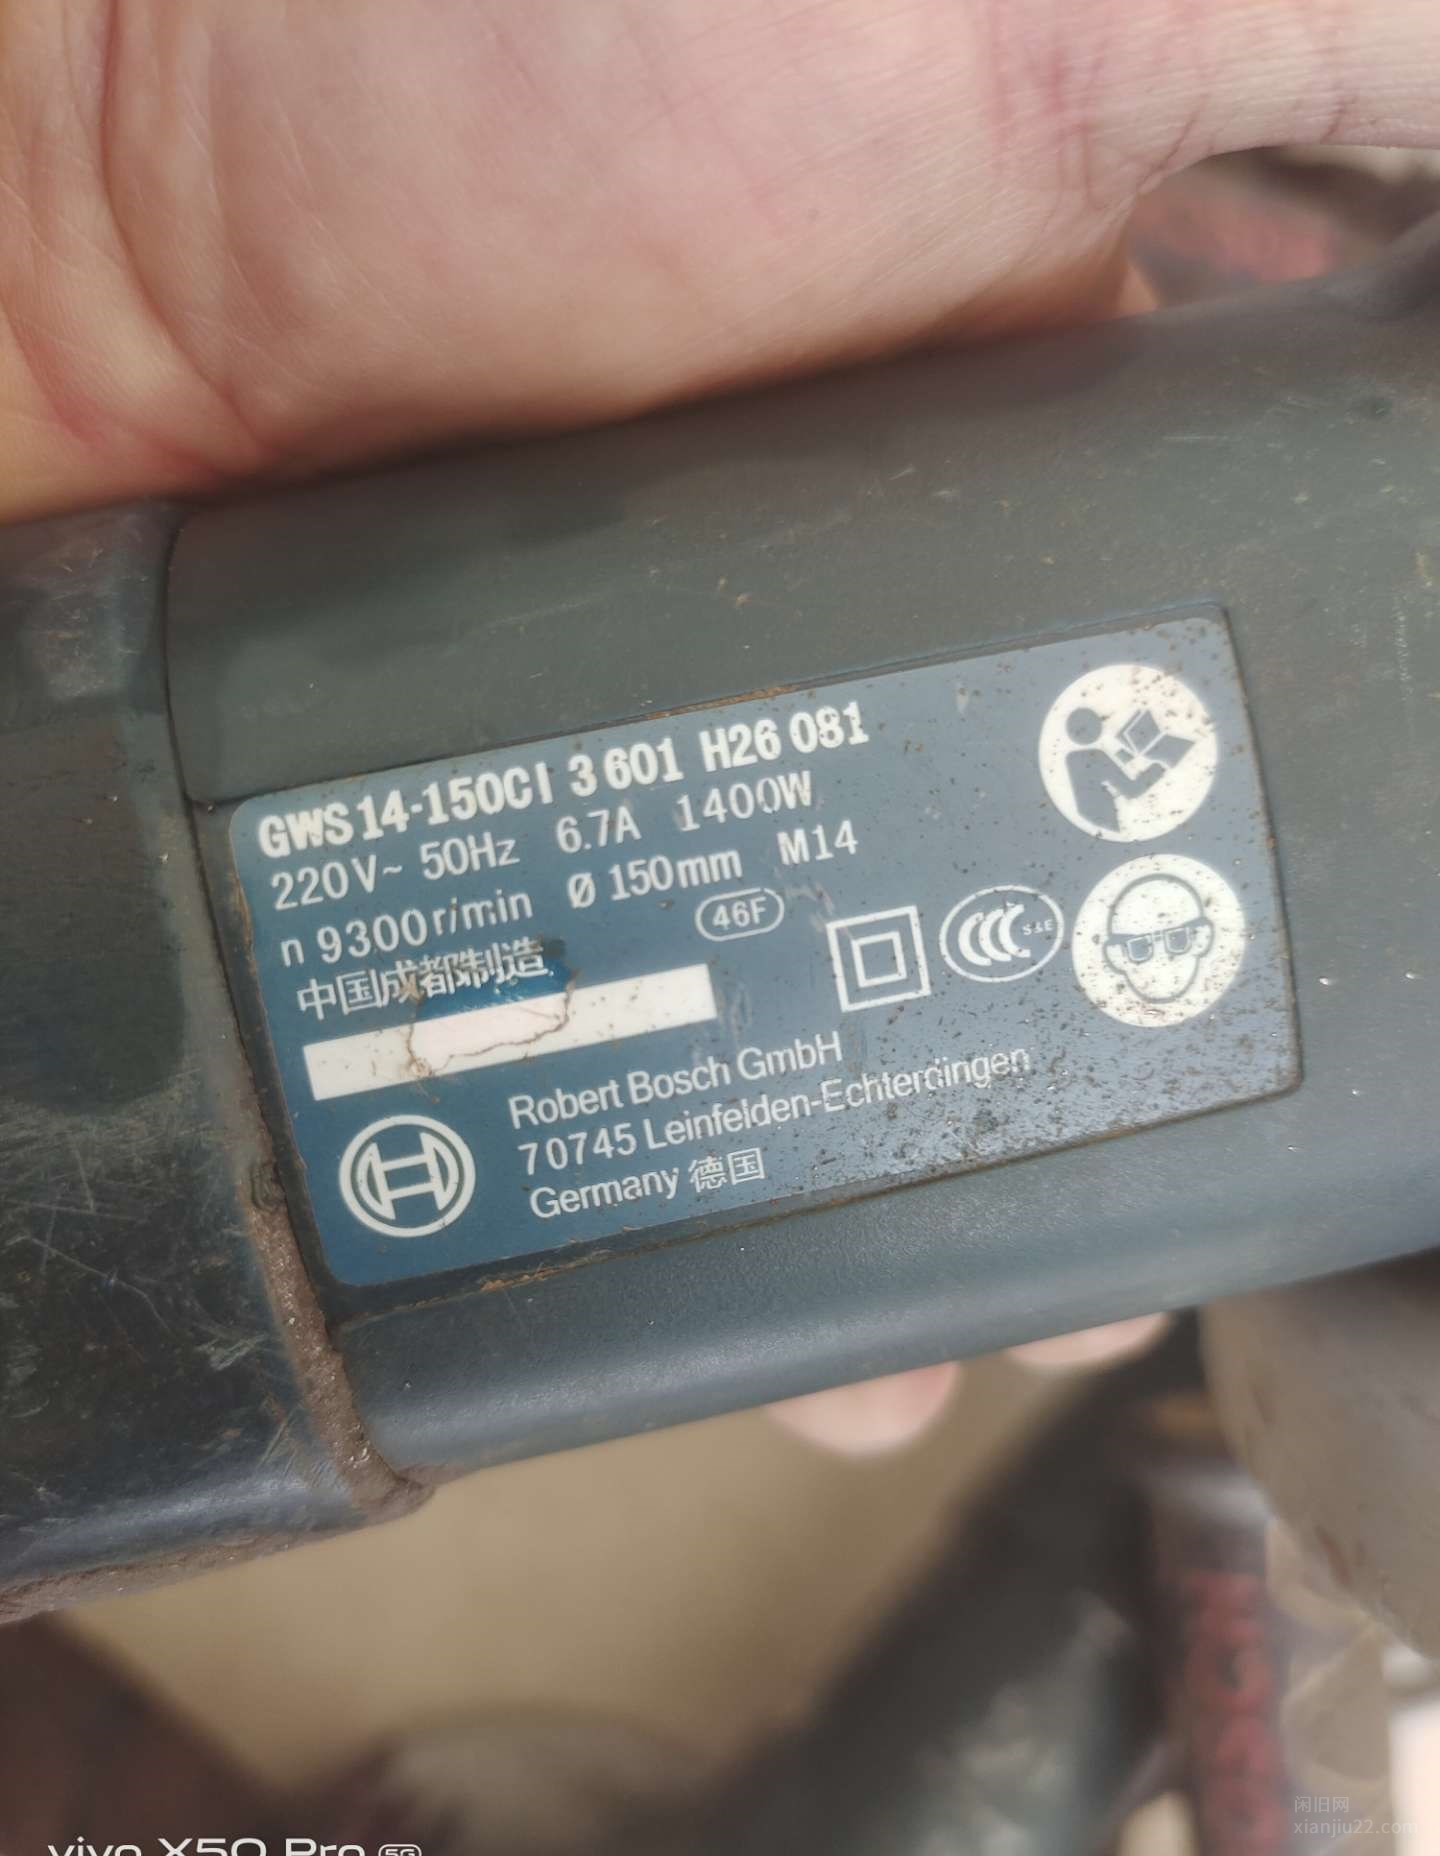 GWS 14-150CI 3 601 H26 081
220V~ 50Hz 6.7A 1400W
n 9300r/min Ø 150mm M14
中国成都制造 46F
CCC S&E
Robert Bosch GmbH
70745 Leinfelden-Echterdingen
Germany 德国
闲旧网
xianjiu22.com
vivo X50 Pro 5G